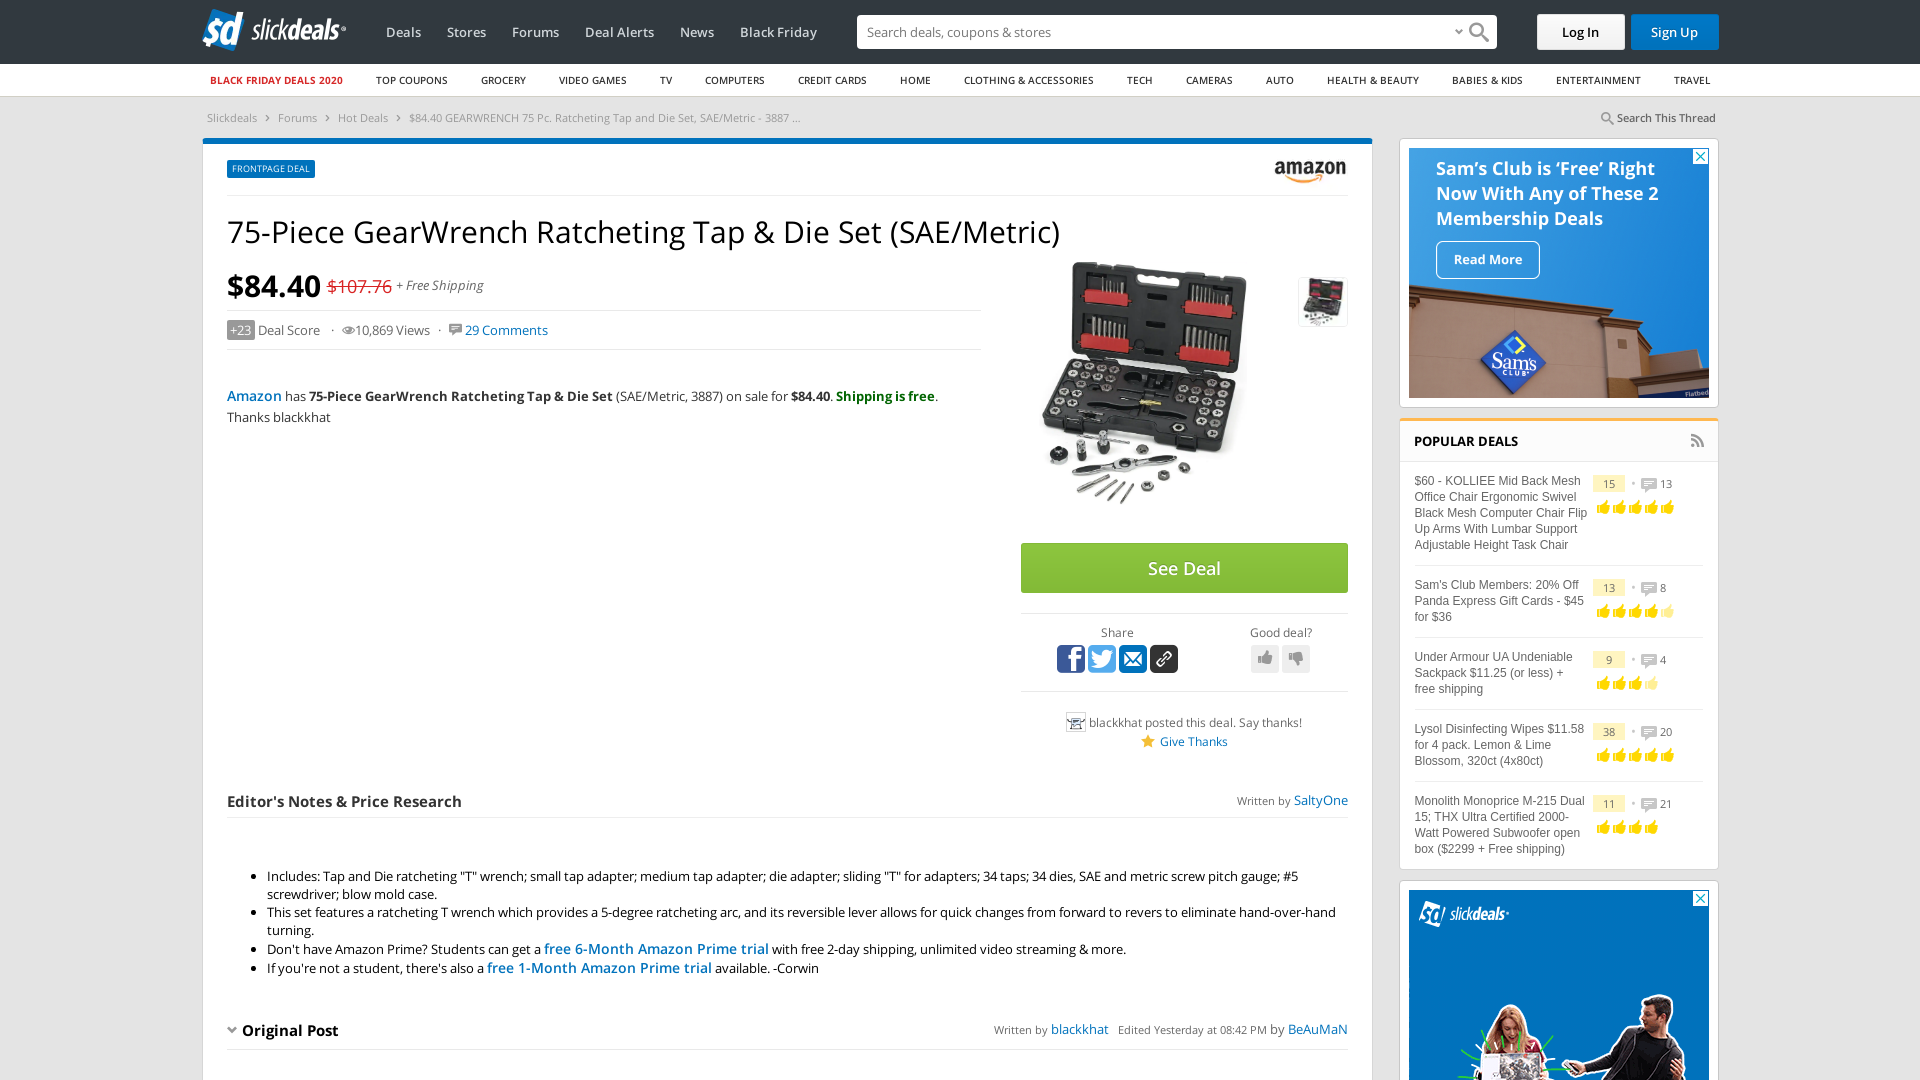 slickdeals
Deals
Stores
Forums
Deal Alerts
News
Black Friday
Search deals, coupons & stores
Log In
Sign Up
BLACK FRIDAY DEALS 2020
TOP COUPONS
GROCERY
VIDEO GAMES
TV
COMPUTERS
CREDIT CARDS
HOME
CLOTHING & ACCESSORIES
TECH
CAMERAS
AUTO
HEALTH & BEAUTY
BABIES & KIDS
ENTERTAINMENT
TRAVEL
Slickdeals › Forums › Hot Deals › $84.40 GEARWRENCH 75 Pc. Ratcheting Tap and Die Set, SAE/Metric - 3887 ...
Search This Thread
FRONTPAGE DEAL
amazon
75-Piece GearWrench Ratcheting Tap & Die Set (SAE/Metric)
$84.40 $107.76 + Free Shipping
+23 Deal Score · 10,869 Views · 29 Comments
Amazon has 75-Piece GearWrench Ratcheting Tap & Die Set (SAE/Metric, 3887) on sale for $84.40. Shipping is free.
Thanks blackkhat
See Deal
Share
Good deal?
blackkhat posted this deal. Say thanks!
Give Thanks
Editor's Notes & Price Research
Written by SaltyOne
Includes: Tap and Die ratcheting "T" wrench; small tap adapter; medium tap adapter; die adapter; sliding "T" for adapters; 34 taps; 34 dies, SAE and metric screw pitch gauge; #5
screwdriver; blow mold case.
This set features a ratcheting T wrench which provides a 5-degree ratcheting arc, and its reversible lever allows for quick changes from forward to revers to eliminate hand-over-hand
turning.
Don't have Amazon Prime? Students can get a free 6-Month Amazon Prime trial with free 2-day shipping, unlimited video streaming & more.
If you're not a student, there's also a free 1-Month Amazon Prime trial available. -Corwin
Original Post
Written by blackkhat Edited Yesterday at 08:42 PM by BeAuMaN
Sam's Club is 'Free' Right
Now With Any of These 2
Membership Deals
Read More
Sam's
CLUB
Flatbed
POPULAR DEALS
$60 - KOLLIEE Mid Back Mesh
Office Chair Ergonomic Swivel
Black Mesh Computer Chair Flip
Up Arms With Lumbar Support
Adjustable Height Task Chair
15 • 13
Sam's Club Members: 20% Off
Panda Express Gift Cards - $45
for $36
13 • 8
Under Armour UA Undeniable
Sackpack $11.25 (or less) +
free shipping
9 • 4
Lysol Disinfecting Wipes $11.58
for 4 pack. Lemon & Lime
Blossom, 320ct (4x80ct)
38 • 20
Monolith Monoprice M-215 Dual
15; THX Ultra Certified 2000-
Watt Powered Subwoofer open
box ($2299 + Free shipping)
11 • 21
slickdeals